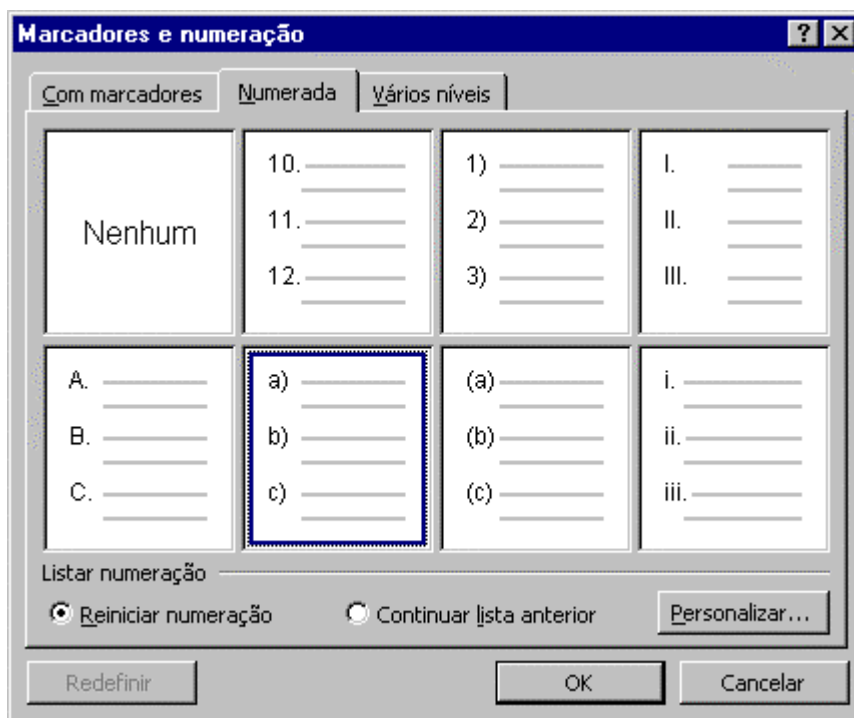 Marcadores e numeração
Com marcadores Numerada Vários níveis
Nenhum
10.
11.
12.
1)
2)
3)
I.
II.
III.
A.
B.
C.
a)
b)
c)
(a)
(b)
(c)
i.
ii.
iii.
Listar numeração
Reiniciar numeração Continuar lista anterior Personalizar...
Redefinir OK Cancelar